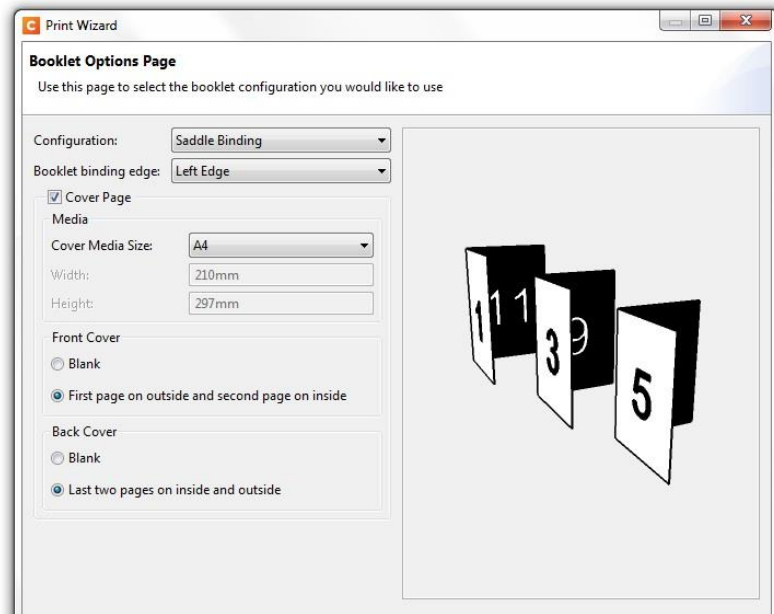 C Print Wizard
Booklet Options Page
Use this page to select the booklet configuration you would like to use
Configuration: Saddle Binding
Booklet binding edge: Left Edge
Cover Page
Media
Cover Media Size: A4
Width: 210mm
Height: 297mm
Front Cover
Blank
First page on outside and second page on inside
Back Cover
Blank
Last two pages on inside and outside
1 11 3 9 5